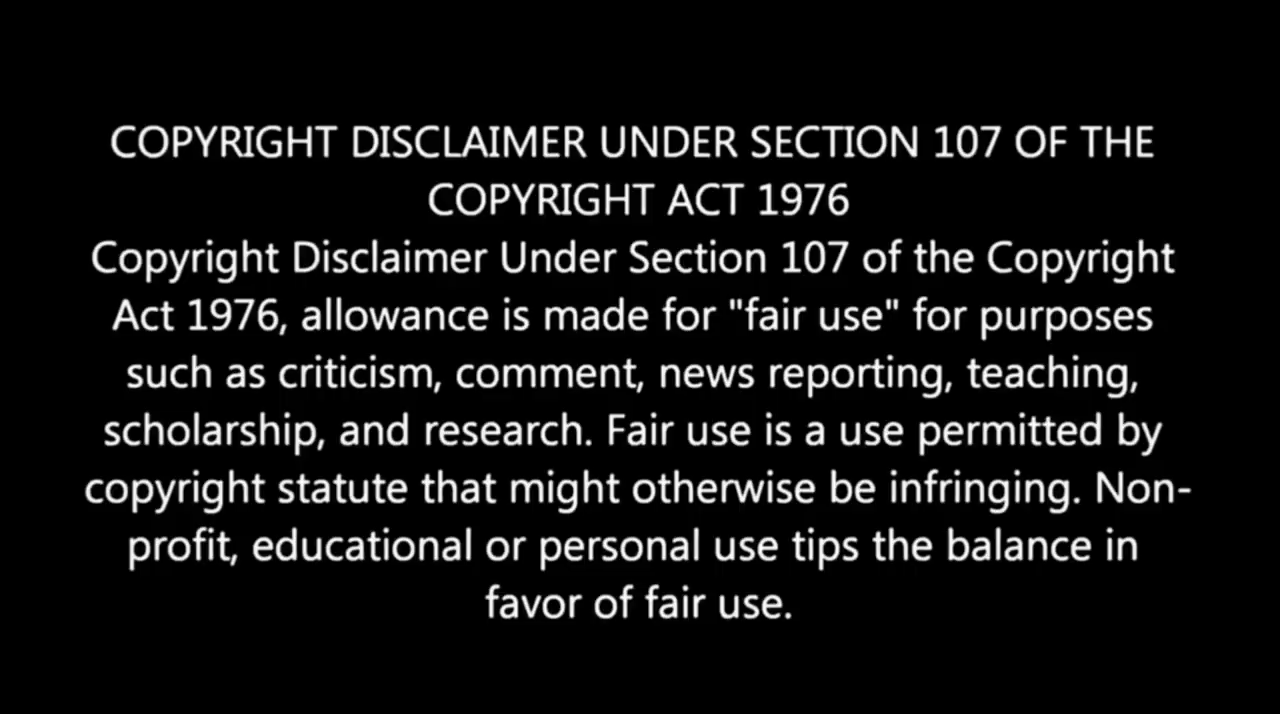 COPYRIGHT DISCLAIMER UNDER SECTION 107 OF THE
COPYRIGHT ACT 1976
Copyright Disclaimer Under Section 107 of the Copyright
Act 1976, allowance is made for "fair use" for purposes
such as criticism, comment, news reporting, teaching,
scholarship, and research. Fair use is a use permitted by
copyright statute that might otherwise be infringing. Non-
profit, educational or personal use tips the balance in
favor of fair use.